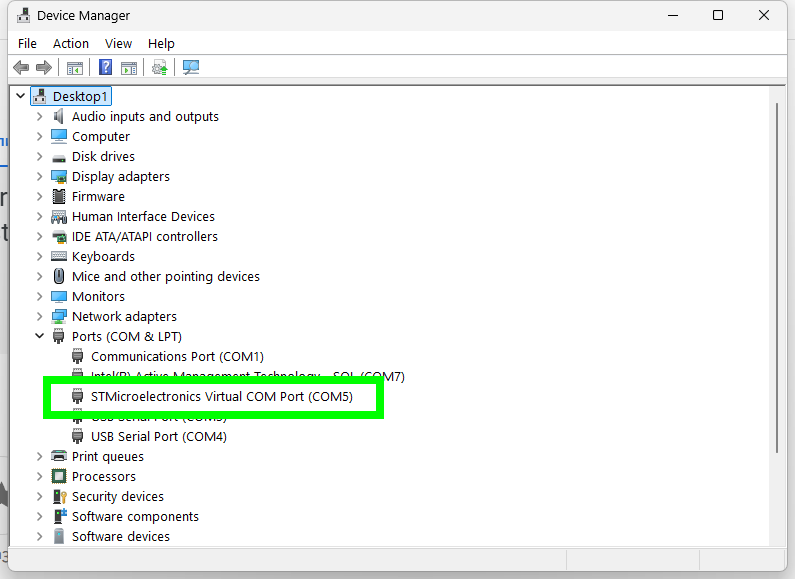 Device Manager
File Action View Help
Desktop1
Audio inputs and outputs
Computer
Disk drives
Display adapters
Firmware
Human Interface Devices
IDE ATA/ATAPI controllers
Keyboards
Mice and other pointing devices
Monitors
Network adapters
Ports (COM & LPT)
Communications Port (COM1)
Intel(R) Active Management Technology - SOL (COM7)
STMicroelectronics Virtual COM Port (COM5)
USB Serial Port
USB Serial Port (COM4)
Print queues
Processors
Security devices
Software components
Software devices